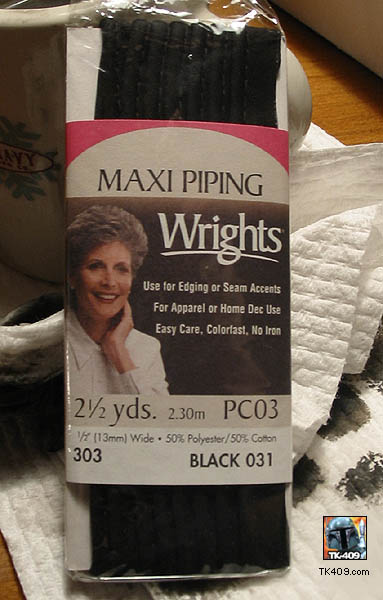 MAXI PIPING
Wrights®
Use for Edging or Seam Accents
For Apparel or Home Dec Use
Easy Care, Colorfast, No Iron
2½ yds. 2.30m PC03
½" (13mm) Wide • 50% Polyester/50% Cotton
303 BLACK 031
TK-409
TK409.com